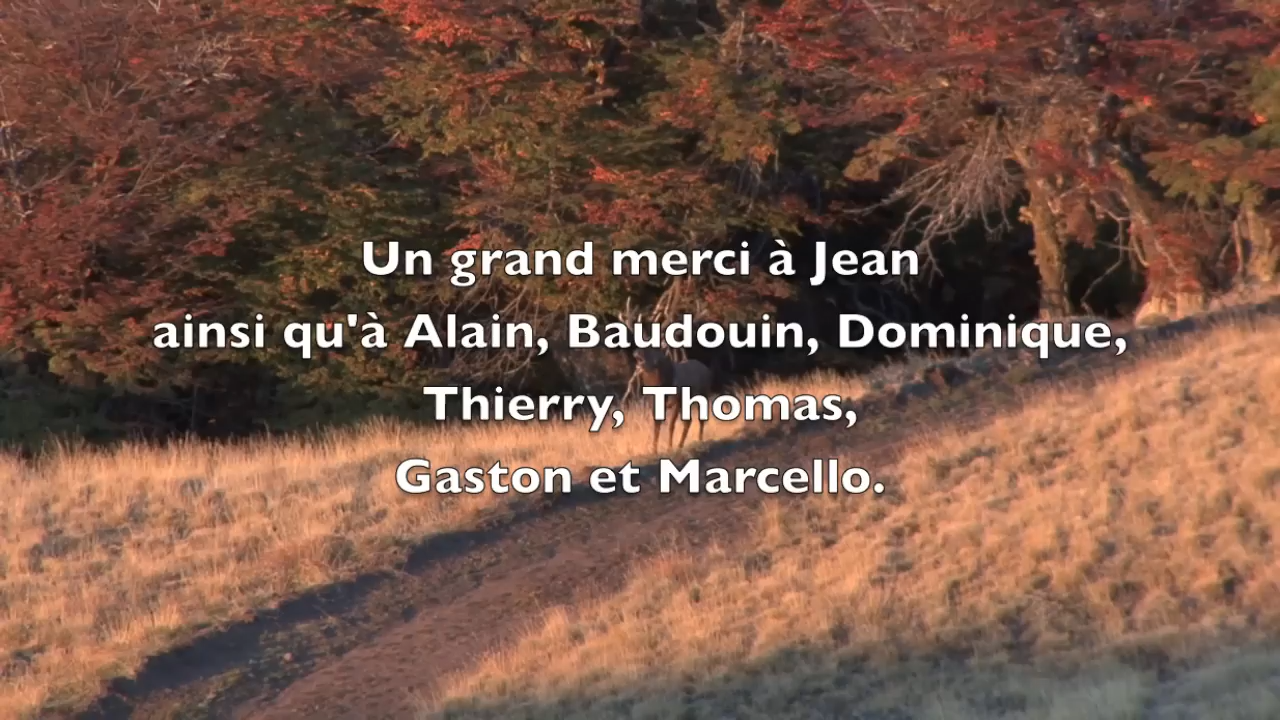 Un grand merci à Jean
ainsi qu'à Alain, Baudouin, Dominique,
Thierry, Thomas,
Gaston et Marcello.